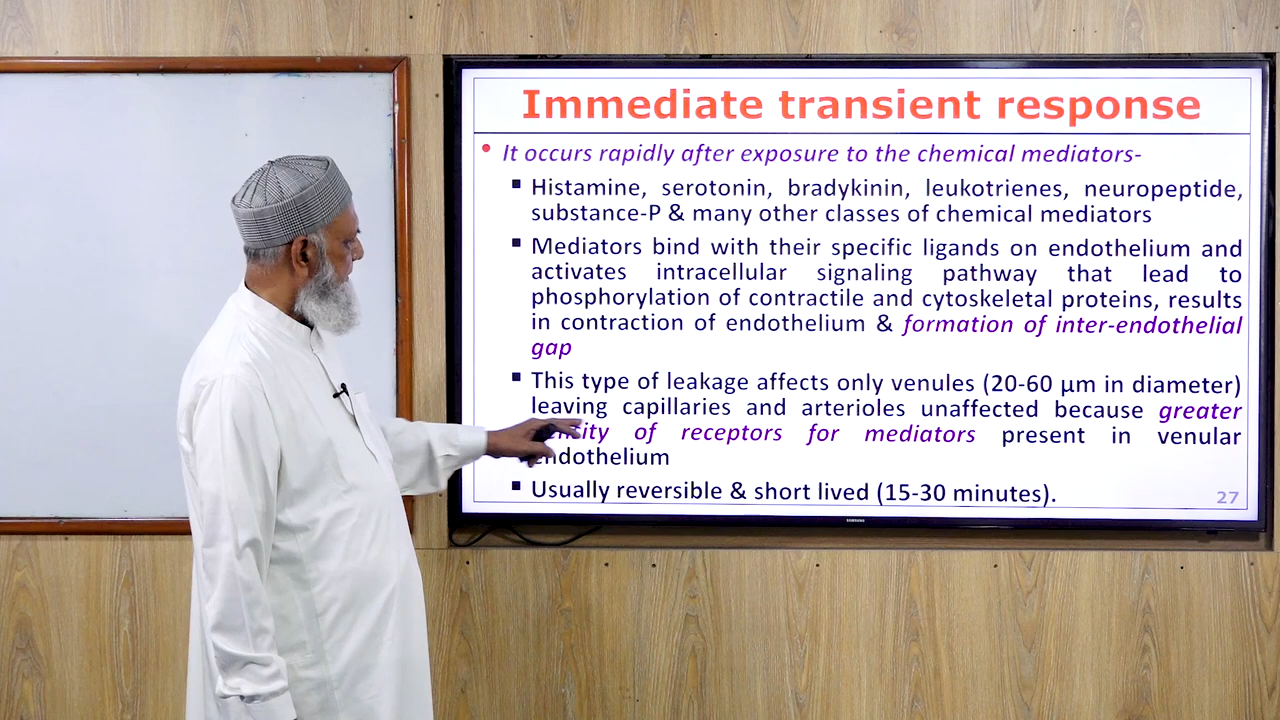 Immediate transient response
• It occurs rapidly after exposure to the chemical mediators-
▪ Histamine, serotonin, bradykinin, leukotrienes, neuropeptide,
substance-P & many other classes of chemical mediators
▪ Mediators bind with their specific ligands on endothelium and
activates intracellular signaling pathway that lead to
phosphorylation of contractile and cytoskeletal proteins, results
in contraction of endothelium & formation of inter-endothelial
gap
▪ This type of leakage affects only venules (20-60 µm in diameter)
leaving capillaries and arterioles unaffected because greater
of receptors for mediators present in venular
endothelium
▪ Usually reversible & short lived (15-30 minutes).
27
SAMSUNG